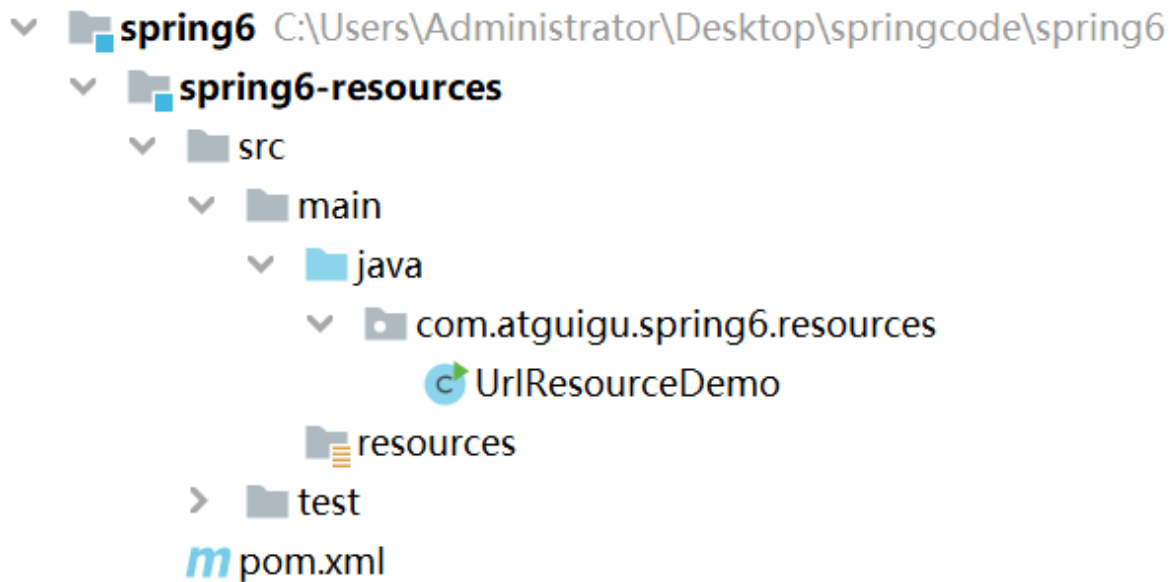 spring6 C:\Users\Administrator\Desktop\springcode\spring6
spring6-resources
src
main
java
com.atguigu.spring6.resources
UrlResourceDemo
resources
test
pom.xml